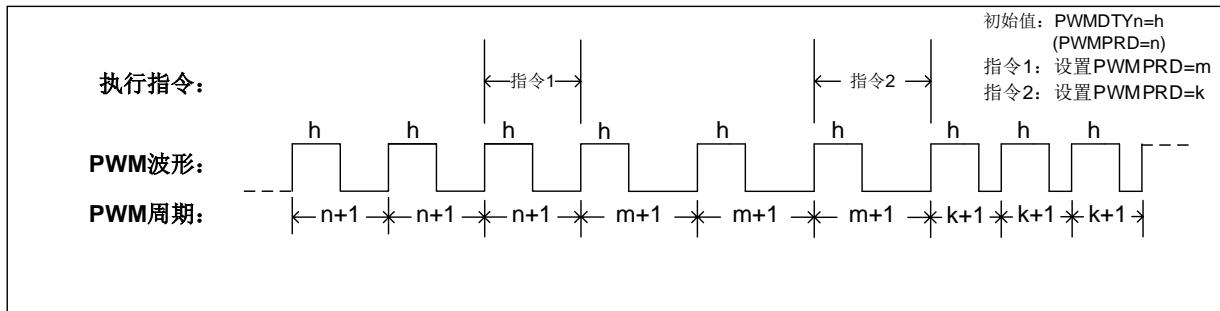 初始值：PWMDTYn=h
(PWMPRD=n)
指令1：设置PWMPRD=m
指令2：设置PWMPRD=k
执行指令：
指令1
指令2
PWM波形：
h h h h h h h h h
PWM周期：
n+1 n+1 n+1 m+1 m+1 m+1 k+1 k+1 k+1